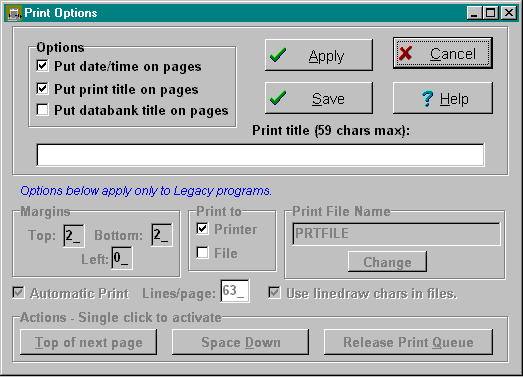 Print Options
Options
Put date/time on pages
Put print title on pages
Put databank title on pages
Apply
Cancel
Save
? Help
Print title (59 chars max):
Options below apply only to Legacy programs.
Margins
Top: 2_ Bottom: 2_
Left: 0_
Print to
Printer
File
Print File Name
PRTFILE
Change
Automatic Print Lines/page: 63_ Use linedraw chars in files.
Actions - Single click to activate
Top of next page Space Down Release Print Queue